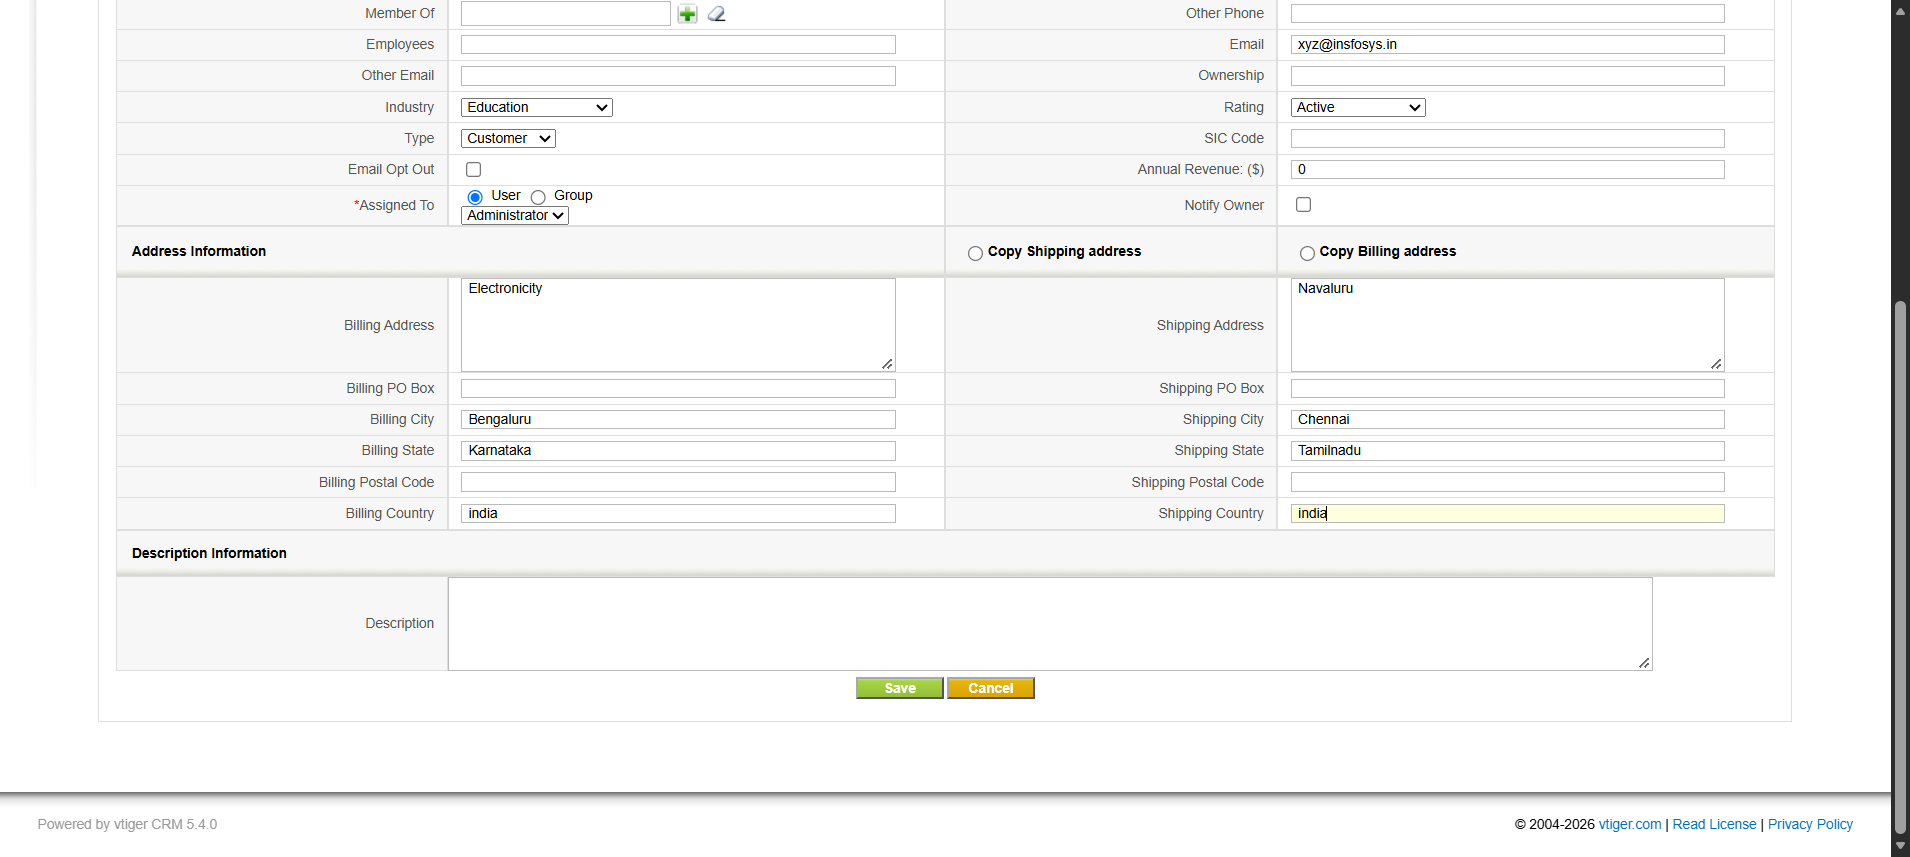 Member Of Other Phone
Employees Email xyz@insfosys.in
Other Email Ownership
Industry Education Rating Active
Type Customer SIC Code
Email Opt Out Annual Revenue: ($) 0
*Assigned To User Group Administrator Notify Owner
Address Information Copy Shipping address Copy Billing address
Billing Address Electronicity Shipping Address Navaluru
Billing PO Box Shipping PO Box
Billing City Bengaluru Shipping City Chennai
Billing State Karnataka Shipping State Tamilnadu
Billing Postal Code Shipping Postal Code
Billing Country india Shipping Country india
Description Information
Description
Save Cancel
Powered by vtiger CRM 5.4.0 © 2004-2026 vtiger.com | Read License | Privacy Policy